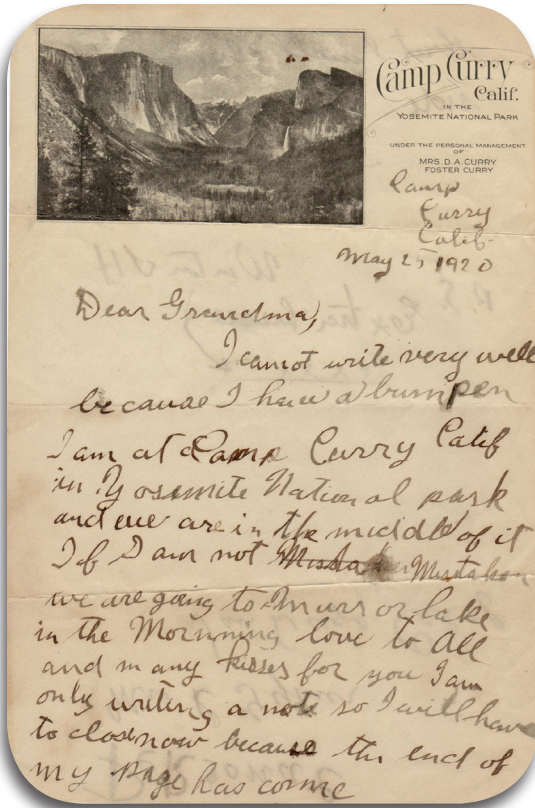 Camp Curry
Calif.
IN THE
YOSEMITE NATIONAL PARK
UNDER THE PERSONAL MANAGEMENT
OF
MRS. D. A. CURRY
FOSTER CURRY
Camp
Curry
Calif-
May 25 1920
Dear Grandma,
I cannot write very well
because I have a bum pen
I am at Camp Curry Calif
in Yosemite National park
and we are in the middle of it
If I am not Mistaken
we are going to Mirror lake
in the Mornning love to All
and many kisses for you I am
only writing a note so I will have
to close now because the end of
my page has come